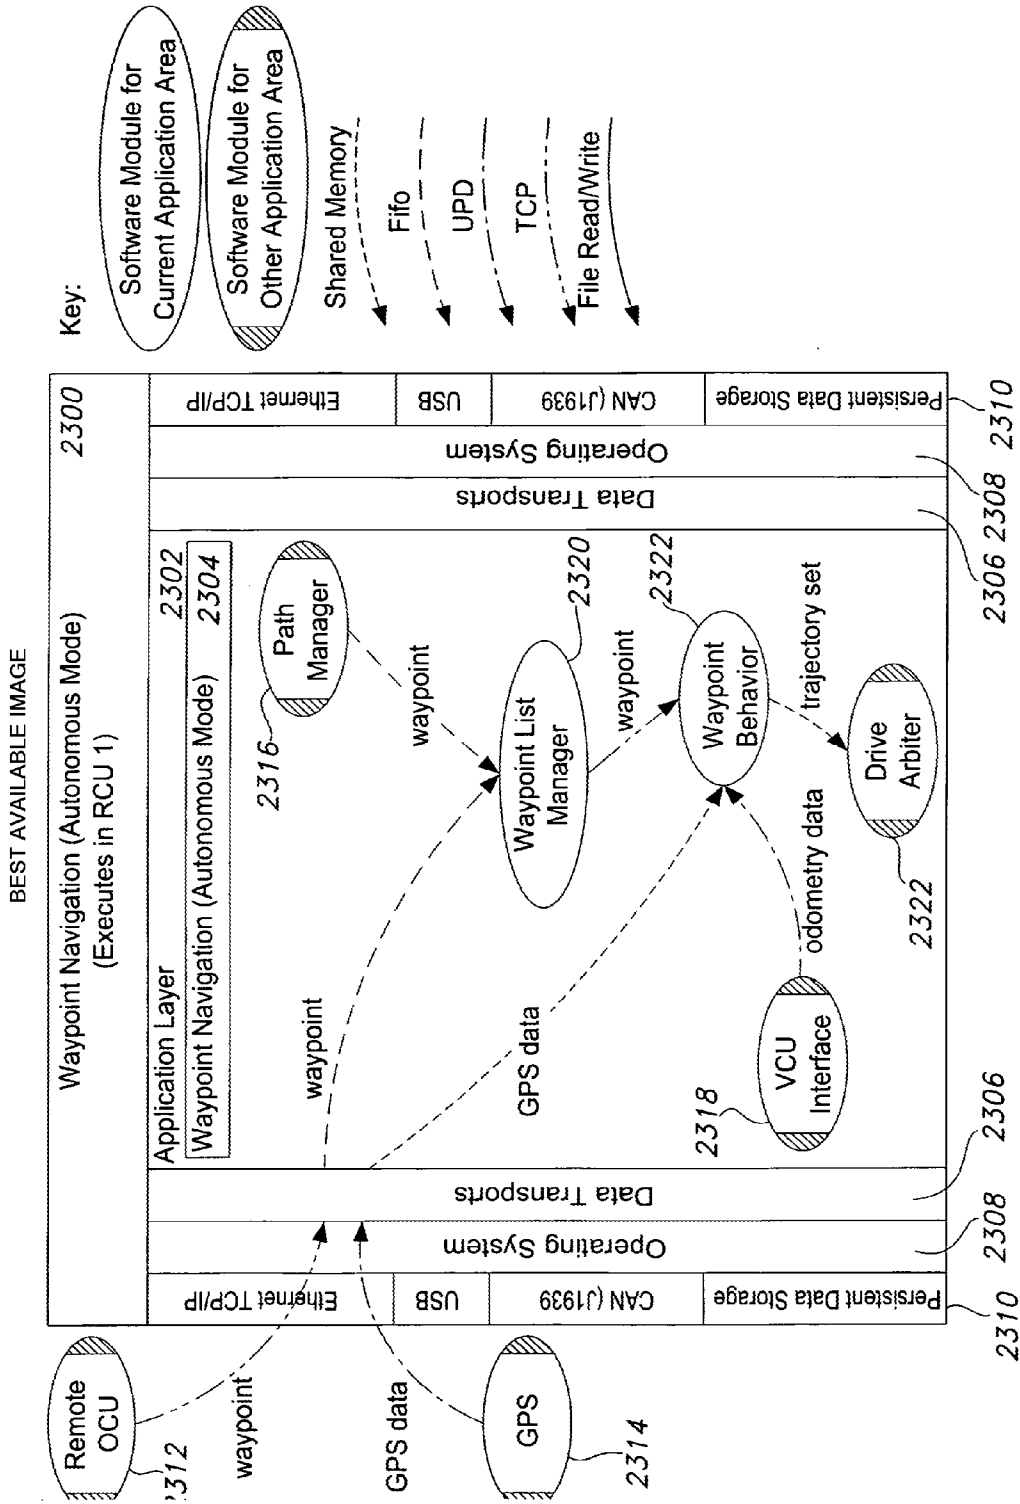 BEST AVAILABLE IMAGE
Waypoint Navigation (Autonomous Mode)
(Executes in RCU 1)
2300
Application Layer
2302
Waypoint Navigation (Autonomous Mode)
2304
Ethernet TCP/IP
USB
CAN (J1939
Persistent Data Storage
2310
Operating System
2308
Data Transports
2306
Remote
OCU
2312
waypoint
GPS data
GPS
2314
waypoint
GPS data
Path
Manager
2316
waypoint
Waypoint List
Manager
2320
waypoint
Waypoint
Behavior
2322
VCU
Interface
2318
odometry data
trajectory set
Drive
Arbiter
2322
Data Transports
2306
Operating System
2308
Ethernet TCP/IP
USB
CAN (J1939
Persistent Data Storage
2310
Key:
Software Module for
Current Application Area
Software Module for
Other Application Area
Shared Memory
Fifo
UPD
TCP
File Read/Write